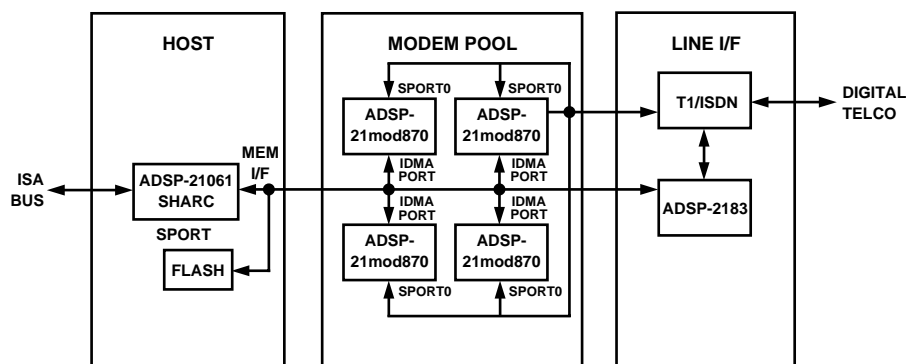 HOST
MODEM POOL
LINE I/F
SPORT0
SPORT0
ADSP-
21mod870
ADSP-
21mod870
T1/ISDN
DIGITAL
TELCO
MEM
I/F
IDMA
PORT
IDMA
PORT
ISA
BUS
ADSP-21061
SHARC
IDMA
PORT
IDMA
PORT
ADSP-2183
SPORT
FLASH
ADSP-
21mod870
ADSP-
21mod870
SPORT0
SPORT0